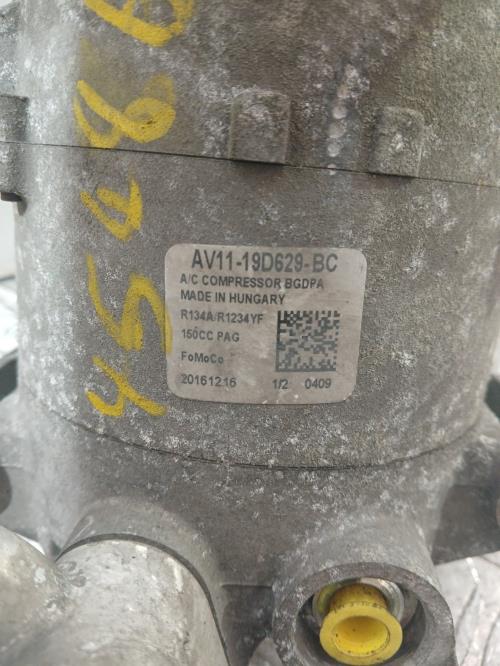 AV11-19D629-BC
A/C COMPRESSOR BGDPA
MADE IN HUNGARY
R134A/R1234YF
150CC PAG
FoMoCo
20161216 1/2 0409